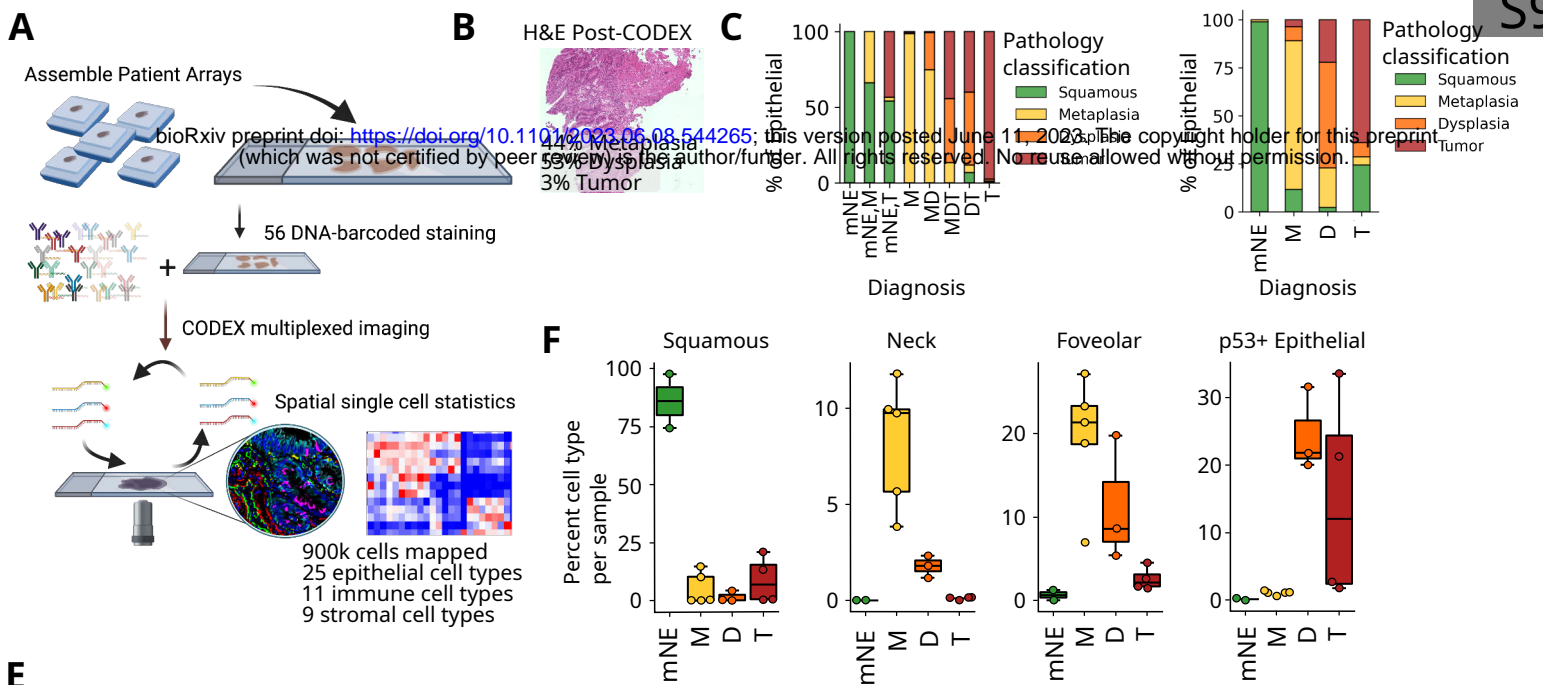 A
Assemble Patient Arrays
56 DNA-barcoded staining
+
CODEX multiplexed imaging
Spatial single cell statistics
900k cells mapped
25 epithelial cell types
11 immune cell types
9 stromal cell types
B
H&E Post-CODEX
44% Metaplasia
53% Dysplasia
3% Tumor
bioRxiv preprint doi: https://doi.org/10.1101/2023.06.08.544265; this version posted June 11, 2023. The copyright holder for this preprint
(which was not certified by peer review) is the author/funder. All rights reserved. No reuse allowed without permission.
C
% Epithelial
100
50
0
mNE
mNE,M
mNE,T
M
MD
MDT
DT
T
Diagnosis
Pathology
classification
Squamous
Metaplasia
Dysplasia
Tumor
% Epithelial
100
75
50
25
0
mNE
M
D
T
Diagnosis
Pathology
classification
Squamous
Metaplasia
Dysplasia
Tumor
F
Percent cell type
per sample
Squamous
100
75
50
25
0
mNE
M
D
T
Neck
10
5
0
mNE
M
D
T
Foveolar
20
10
0
mNE
M
D
T
p53+ Epithelial
30
20
10
0
mNE
M
D
T
E